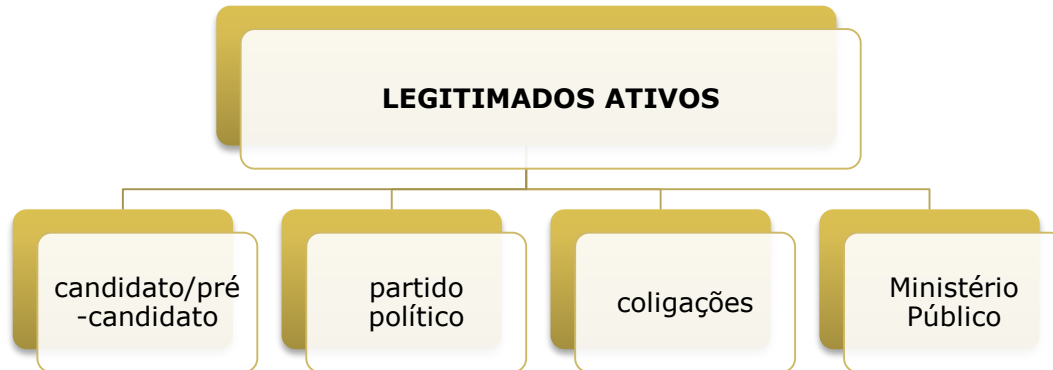 LEGITIMADOS ATIVOS
candidato/pré
-candidato
partido
político
coligações
Ministério
Público